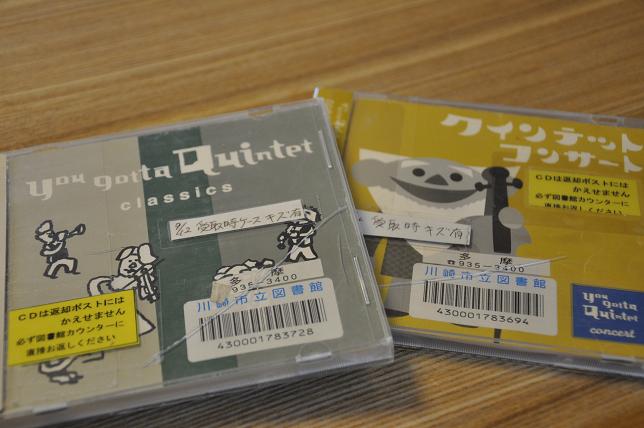 you gotta Quintet
classics
9/12 受取時ケースキズ有
多 摩
935-3400
川崎市立図書館
430001783728
CDは返却ポストには
かえせません
必ず図書館カウンターに
直接お返しください
クインテット
コンサート
CDは返却ポストには
かえせません
必ず図書館カウンターに
直接お返しください
受取時キズ有
多 摩
☎935-3400
川崎市立図書館
430001783694
you
gotta
Quintet
concert